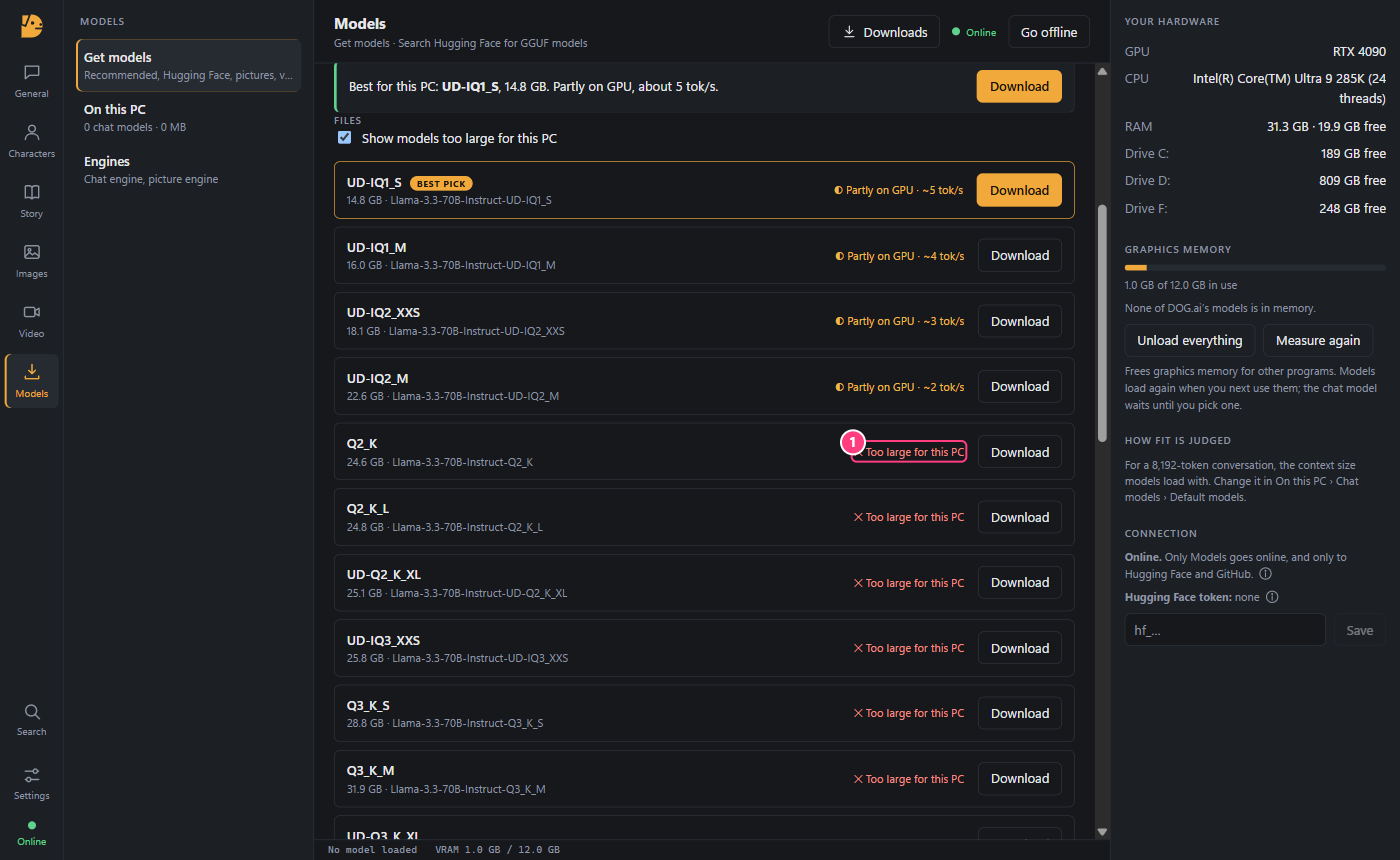 MODELS
Get models
Recommended, Hugging Face, pictures, v...
On this PC
0 chat models · 0 MB
Engines
Chat engine, picture engine
General
Characters
Story
Images
Video
Models
Search
Settings
Online
Models
Get models · Search Hugging Face for GGUF models
Downloads
Online
Go offline
Best for this PC: UD-IQ1_S, 14.8 GB. Partly on GPU, about 5 tok/s.
Download
FILES
Show models too large for this PC
UD-IQ1_S BEST PICK
14.8 GB · Llama-3.3-70B-Instruct-UD-IQ1_S
Partly on GPU · ~5 tok/s
Download
UD-IQ1_M
16.0 GB · Llama-3.3-70B-Instruct-UD-IQ1_M
Partly on GPU · ~4 tok/s
Download
UD-IQ2_XXS
18.1 GB · Llama-3.3-70B-Instruct-UD-IQ2_XXS
Partly on GPU · ~3 tok/s
Download
UD-IQ2_M
22.6 GB · Llama-3.3-70B-Instruct-UD-IQ2_M
Partly on GPU · ~2 tok/s
Download
Q2_K
24.6 GB · Llama-3.3-70B-Instruct-Q2_K
1
Too large for this PC
Download
Q2_K_L
24.8 GB · Llama-3.3-70B-Instruct-Q2_K_L
Too large for this PC
Download
UD-Q2_K_XL
25.1 GB · Llama-3.3-70B-Instruct-UD-Q2_K_XL
Too large for this PC
Download
UD-IQ3_XXS
25.8 GB · Llama-3.3-70B-Instruct-UD-IQ3_XXS
Too large for this PC
Download
Q3_K_S
28.8 GB · Llama-3.3-70B-Instruct-Q3_K_S
Too large for this PC
Download
Q3_K_M
31.9 GB · Llama-3.3-70B-Instruct-Q3_K_M
Too large for this PC
Download
UD-Q3_K_XL
No model loaded VRAM 1.0 GB / 12.0 GB
YOUR HARDWARE
GPU RTX 4090
CPU Intel(R) Core(TM) Ultra 9 285K (24
threads)
RAM 31.3 GB · 19.9 GB free
Drive C: 189 GB free
Drive D: 809 GB free
Drive F: 248 GB free
GRAPHICS MEMORY
1.0 GB of 12.0 GB in use
None of DOG.ai's models is in memory.
Unload everything
Measure again
Frees graphics memory for other programs. Models
load again when you next use them; the chat model
waits until you pick one.
HOW FIT IS JUDGED
For a 8,192-token conversation, the context size
models load with. Change it in On this PC › Chat
models › Default models.
CONNECTION
Online. Only Models goes online, and only to
Hugging Face and GitHub.
Hugging Face token: none
hf_...
Save